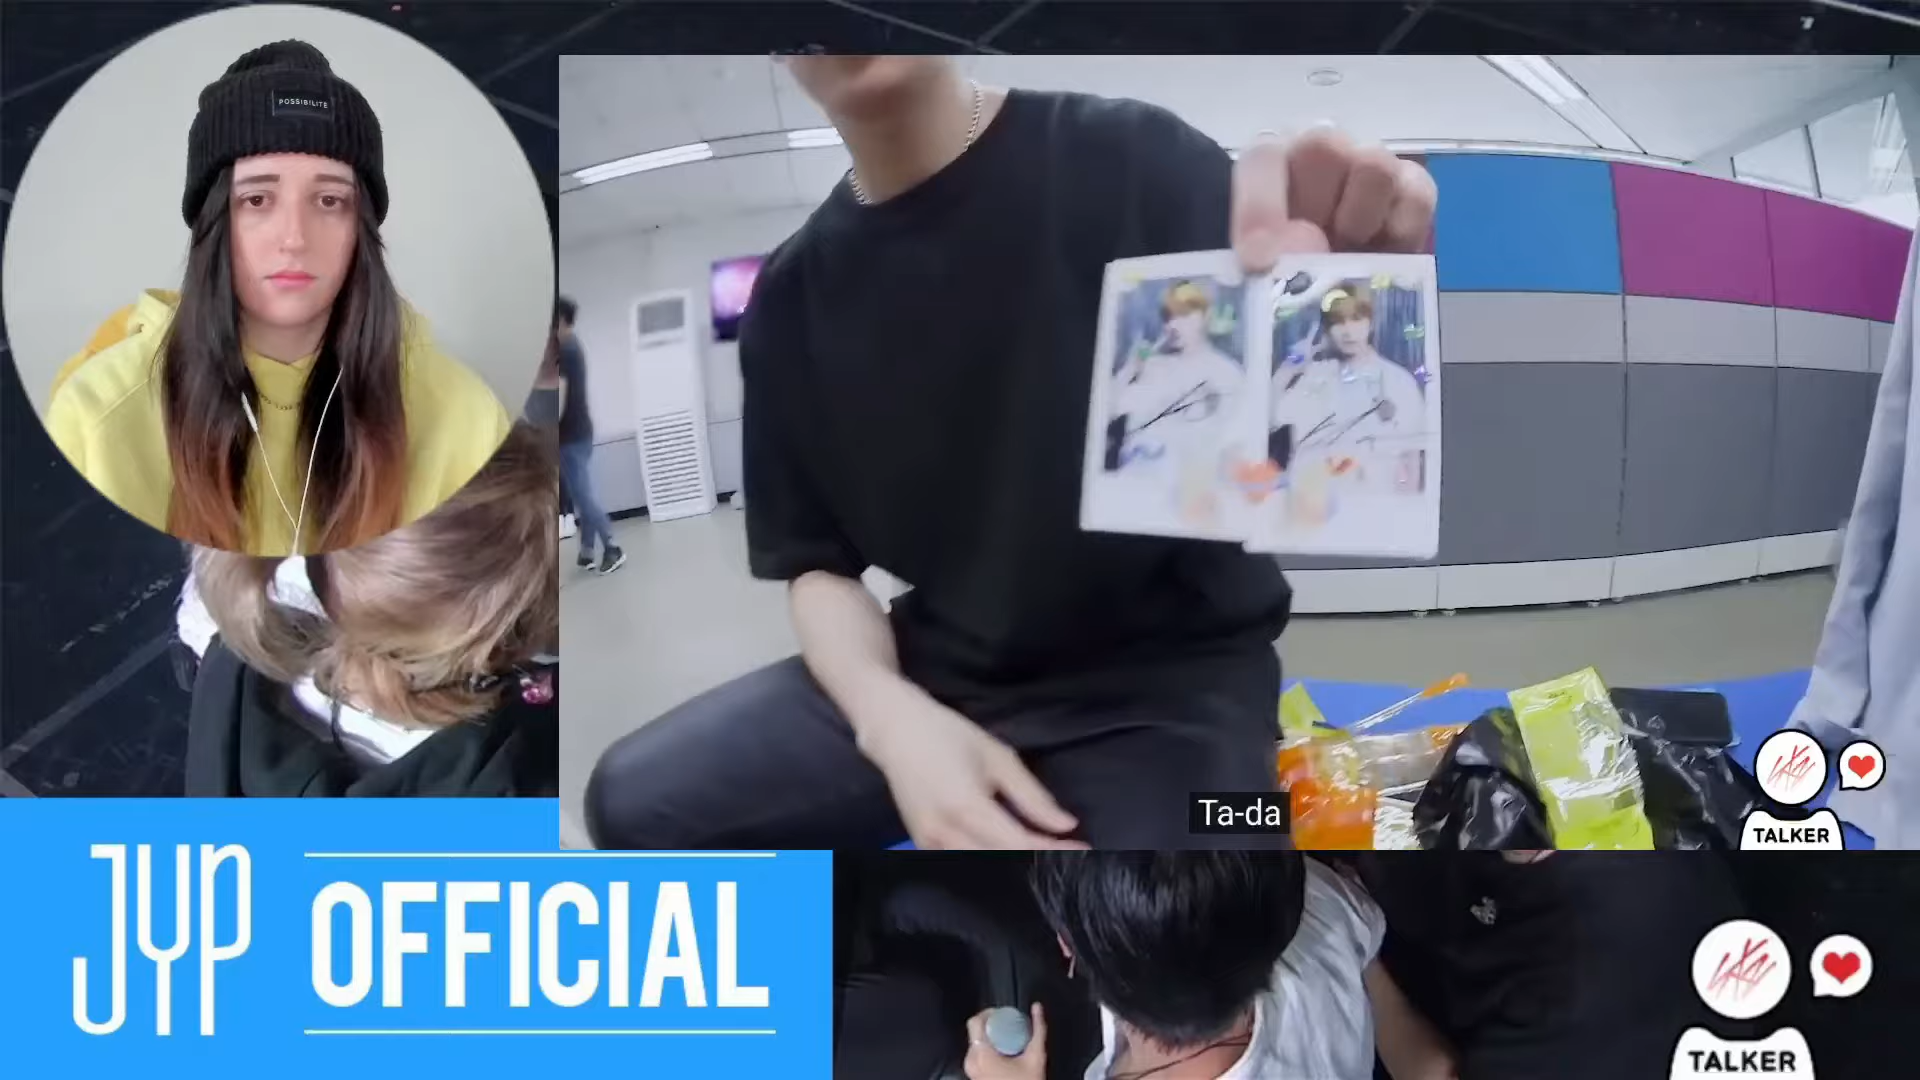 POSSIBILITE
Ta-da
TALKER
JYP
OFFICIAL
TALKER